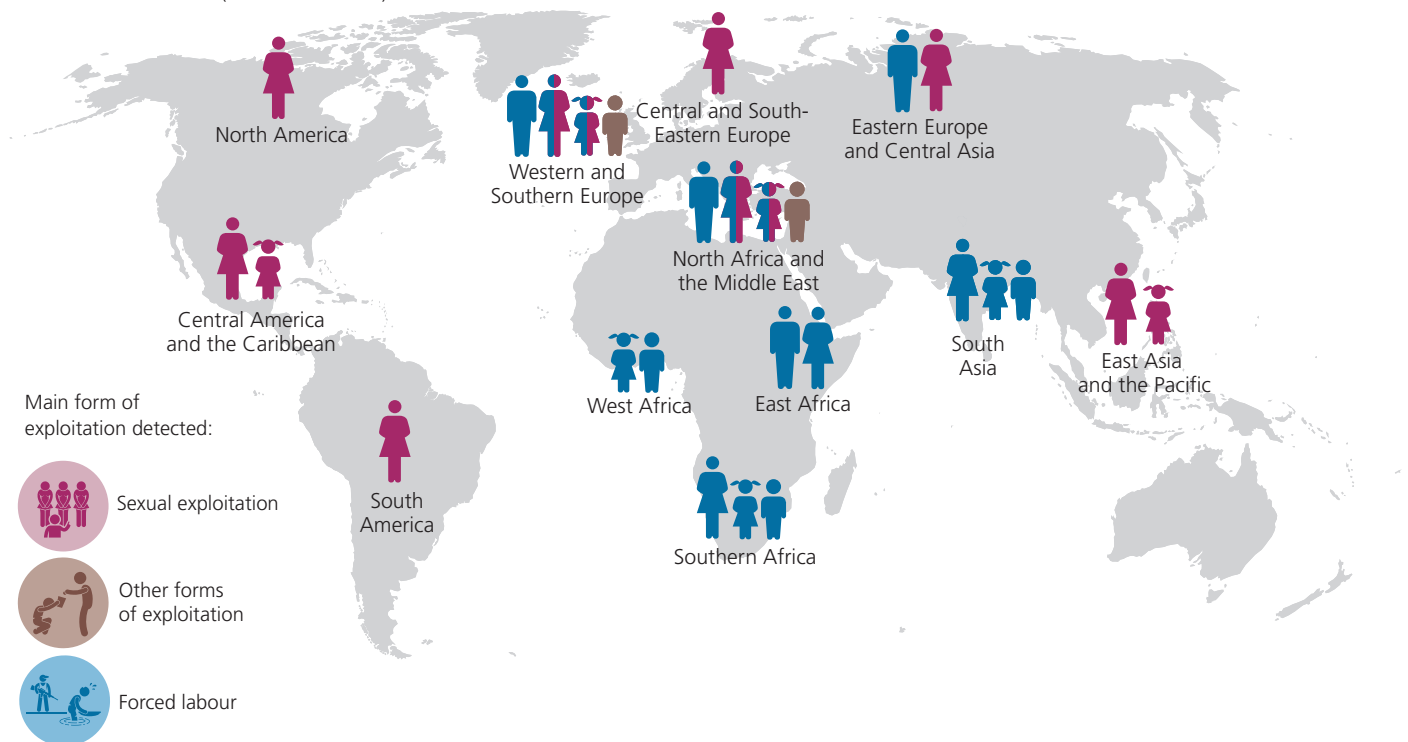 North America
Central and South-
Eastern Europe
Eastern Europe
and Central Asia
Western and
Southern Europe
North Africa and
the Middle East
Central America
and the Caribbean
South
Asia
East Asia
and the Pacific
West Africa
East Africa
South
America
Southern Africa
Main form of
exploitation detected:
Sexual exploitation
Other forms
of exploitation
Forced labour